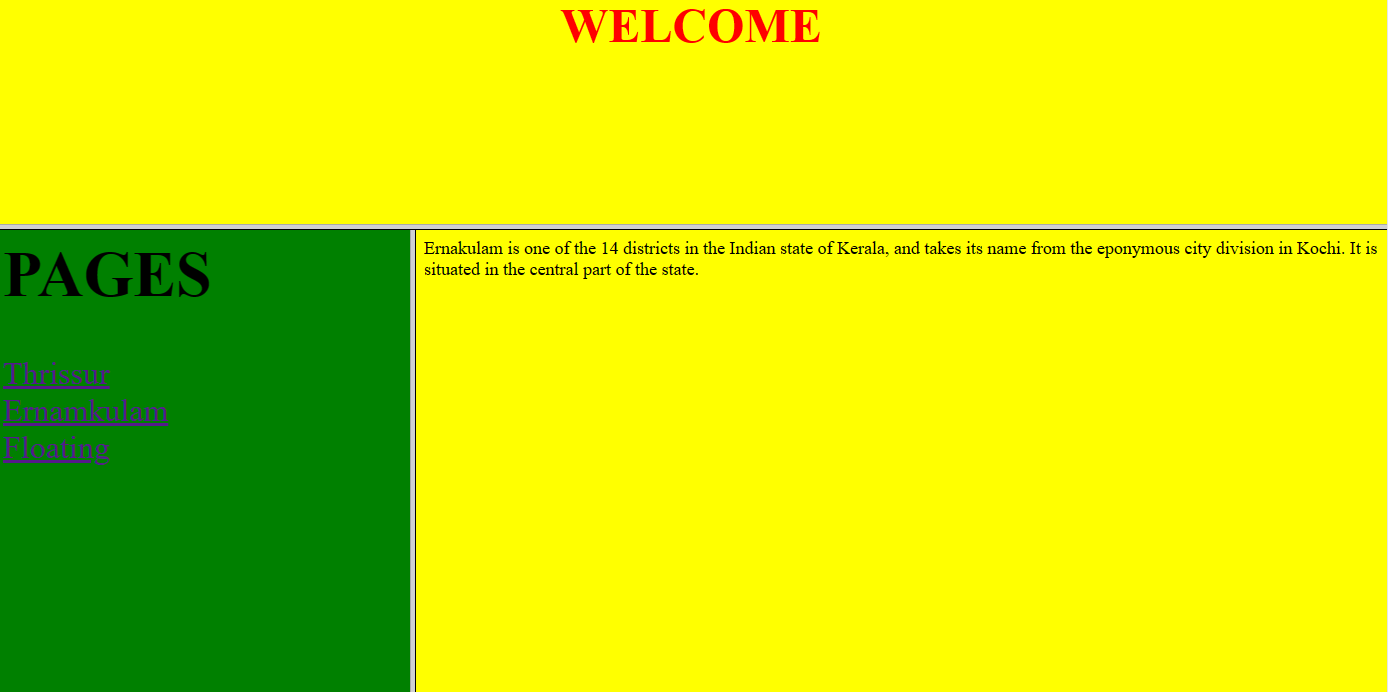 WELCOME
PAGES
Thrissur
Ernamkulam
Floating
Ernakulam is one of the 14 districts in the Indian state of Kerala, and takes its name from the eponymous city division in Kochi. It is
situated in the central part of the state.